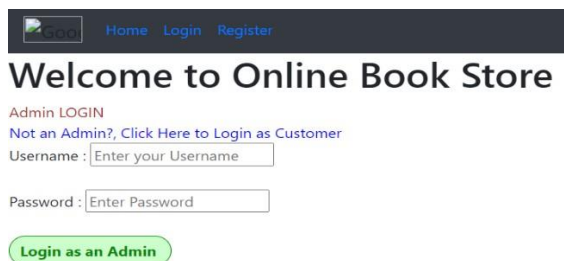 Home Login Register
Welcome to Online Book Store
Admin LOGIN
Not an Admin?, Click Here to Login as Customer
Username : Enter your Username
Password : Enter Password
Login as an Admin